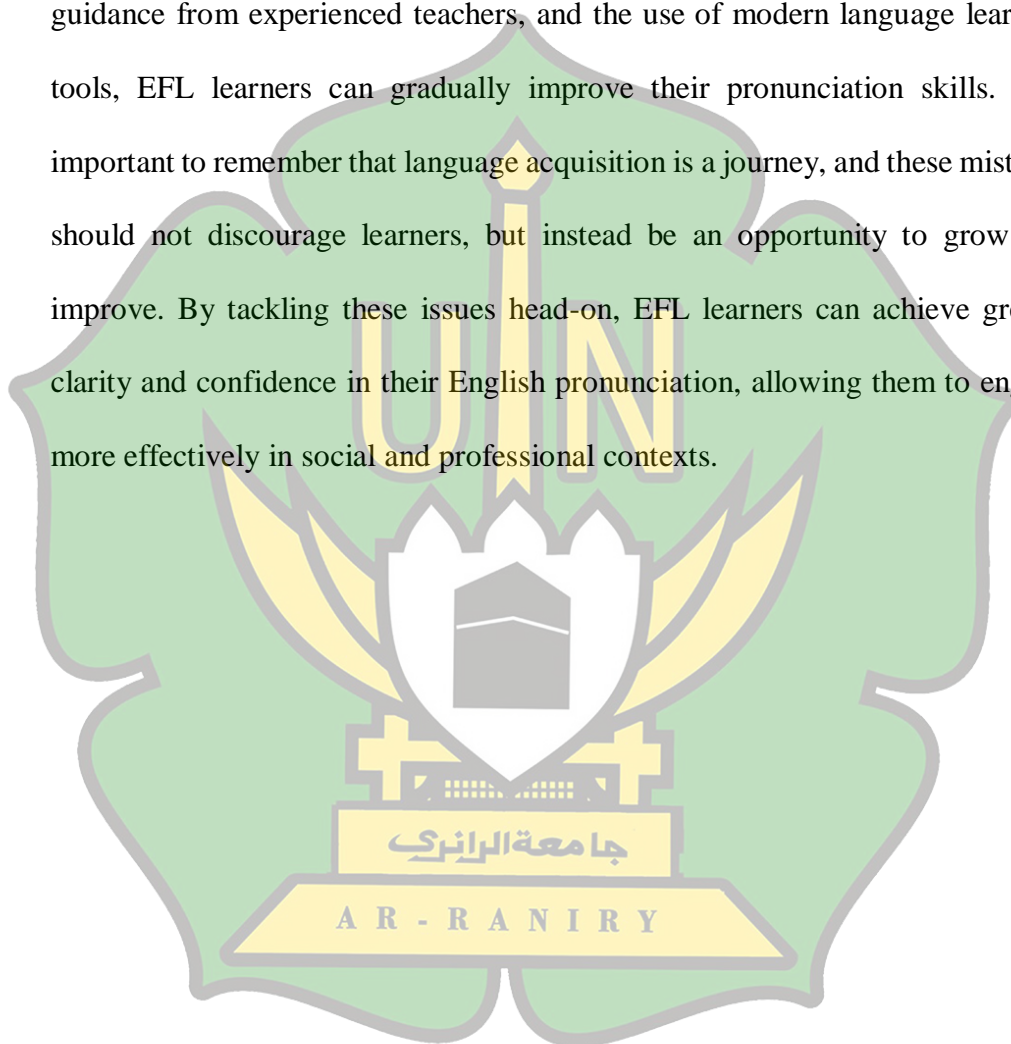 guidance from experienced teachers, and the use of modern language lear
tools, EFL learners can gradually improve their pronunciation skills.
important to remember that language acquisition is a journey, and these mist
should not discourage learners, but instead be an opportunity to grow
improve. By tackling these issues head-on, EFL learners can achieve gre
clarity and confidence in their English pronunciation, allowing them to en
more effectively in social and professional contexts.
UIN
جامعة الرانري
AR-RANIRY